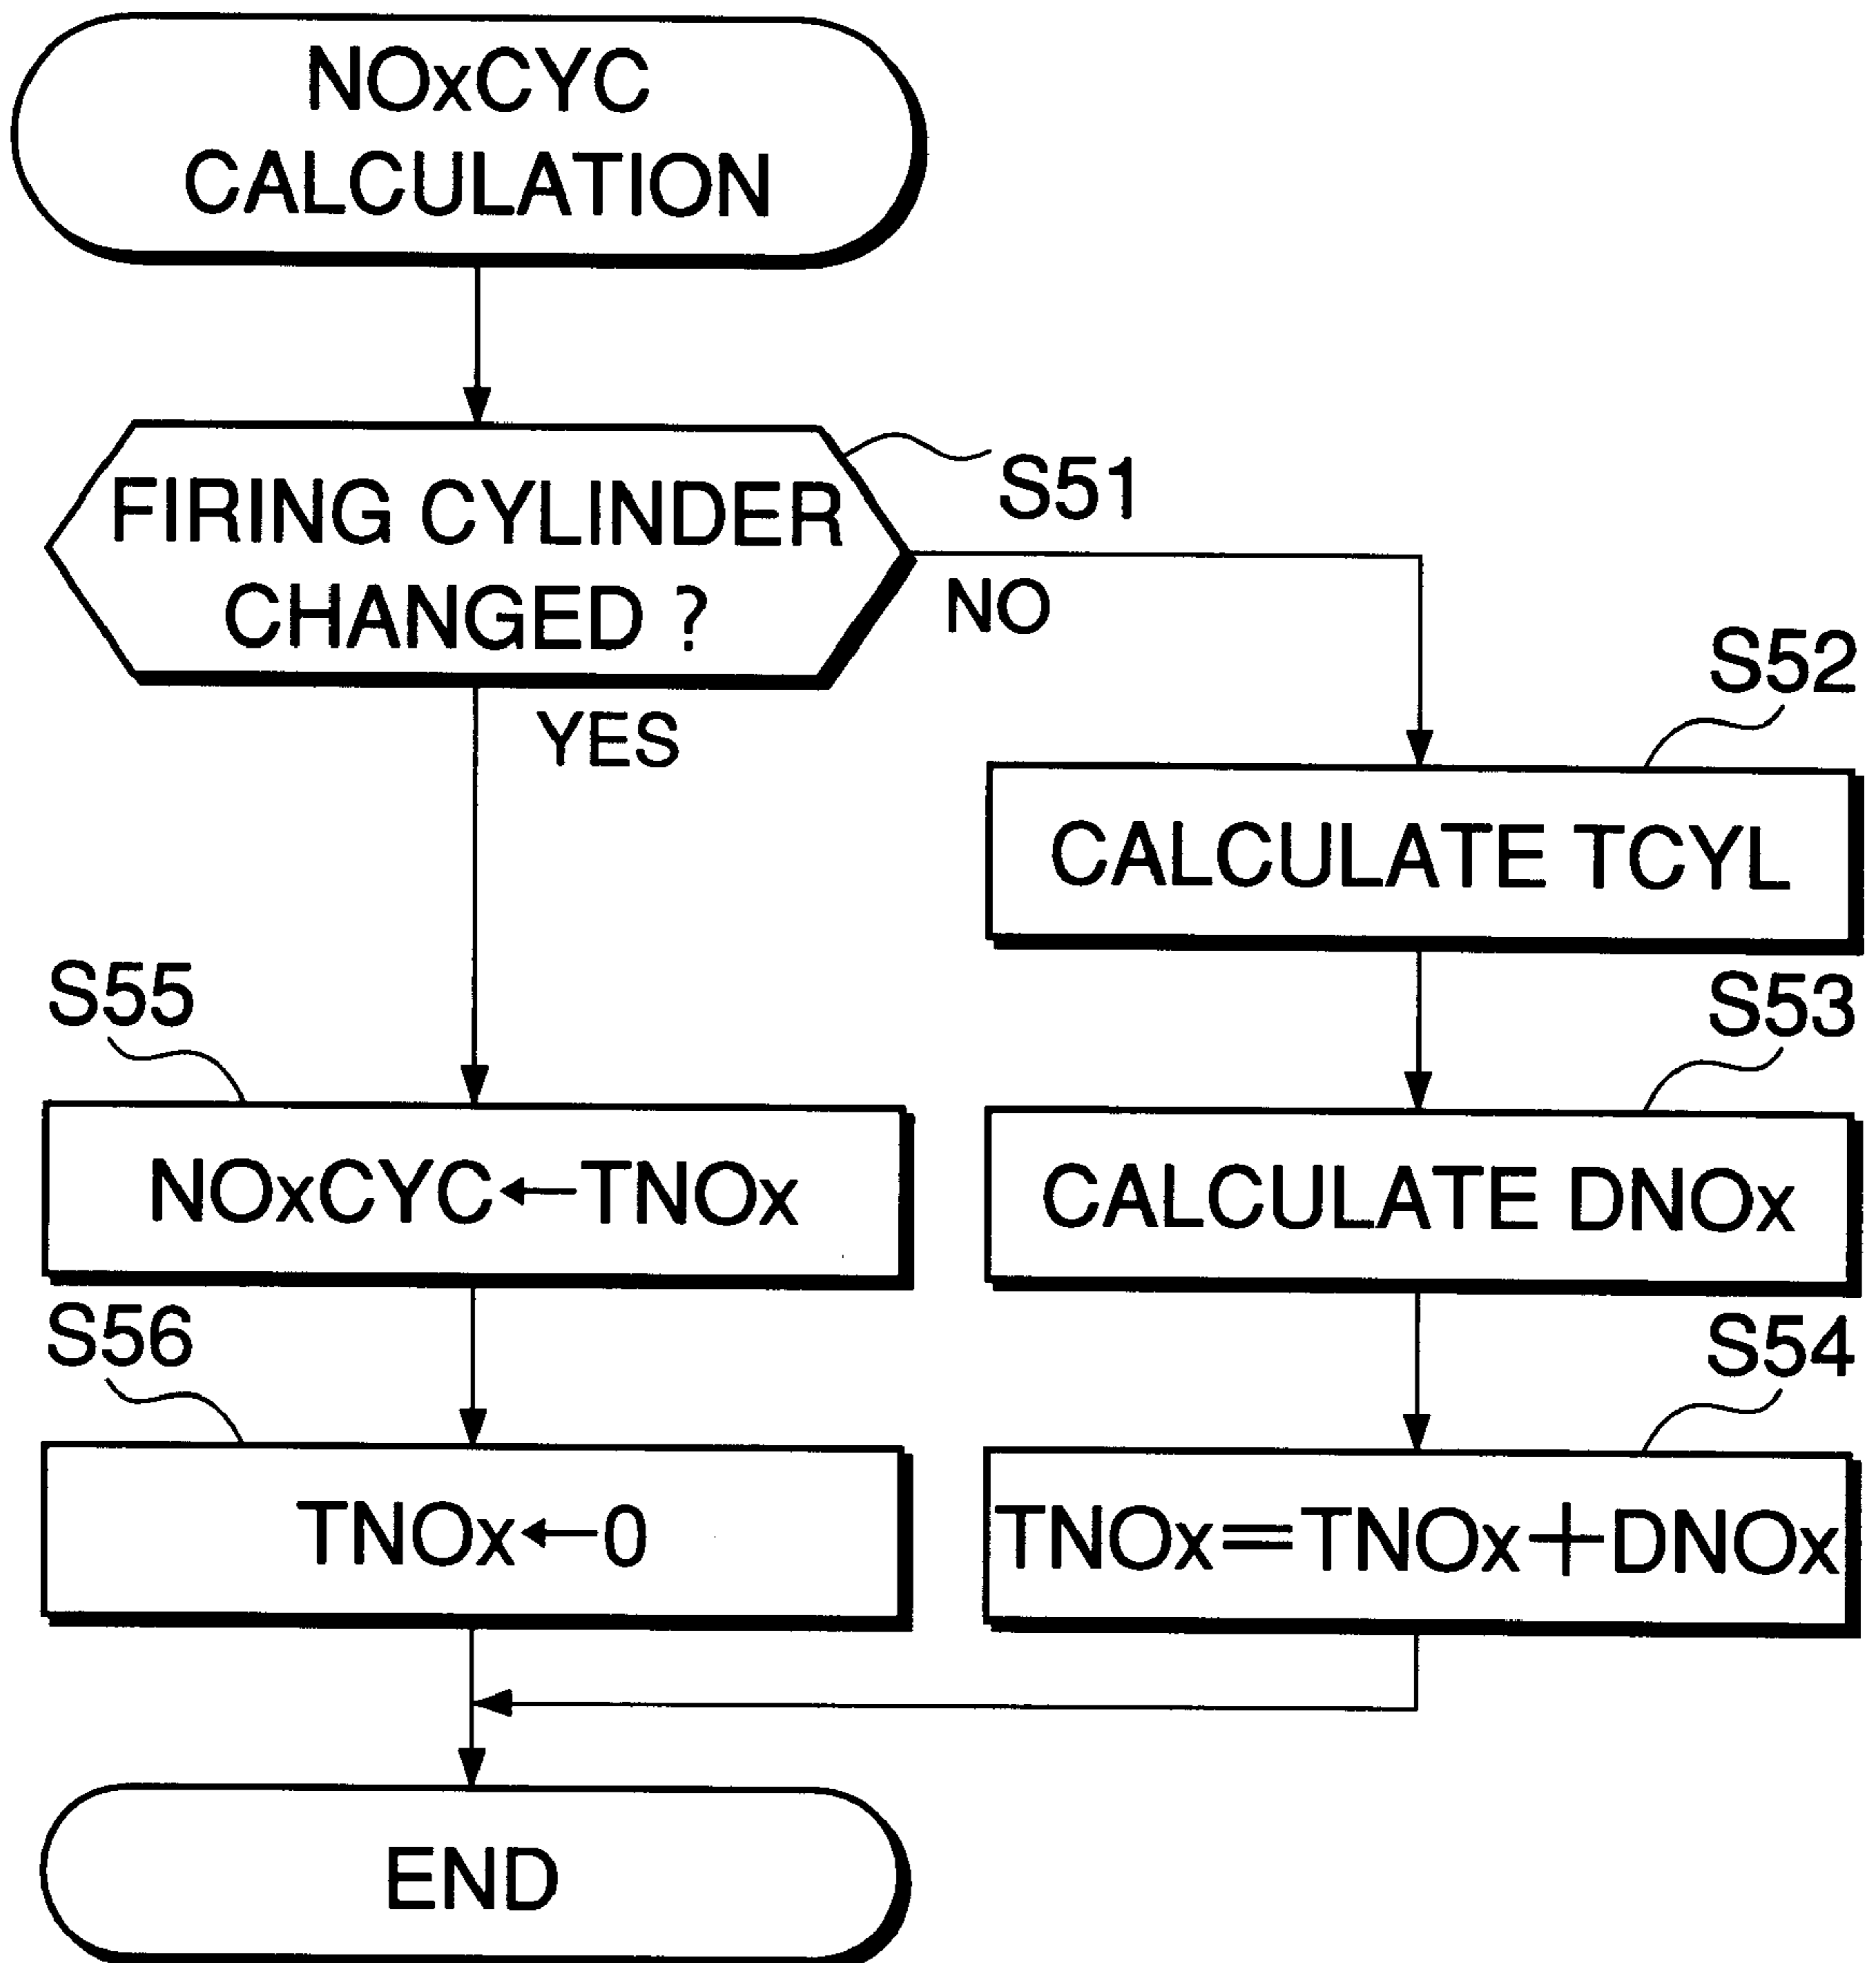 NOxCYC
CALCULATION
FIRING CYLINDER
CHANGED ?
S51
NO
YES
S52
CALCULATE TCYL
S53
CALCULATE DNOx
S54
TNOx=TNOx+DNOx
S55
NOxCYC←TNOx
S56
TNOx←0
END